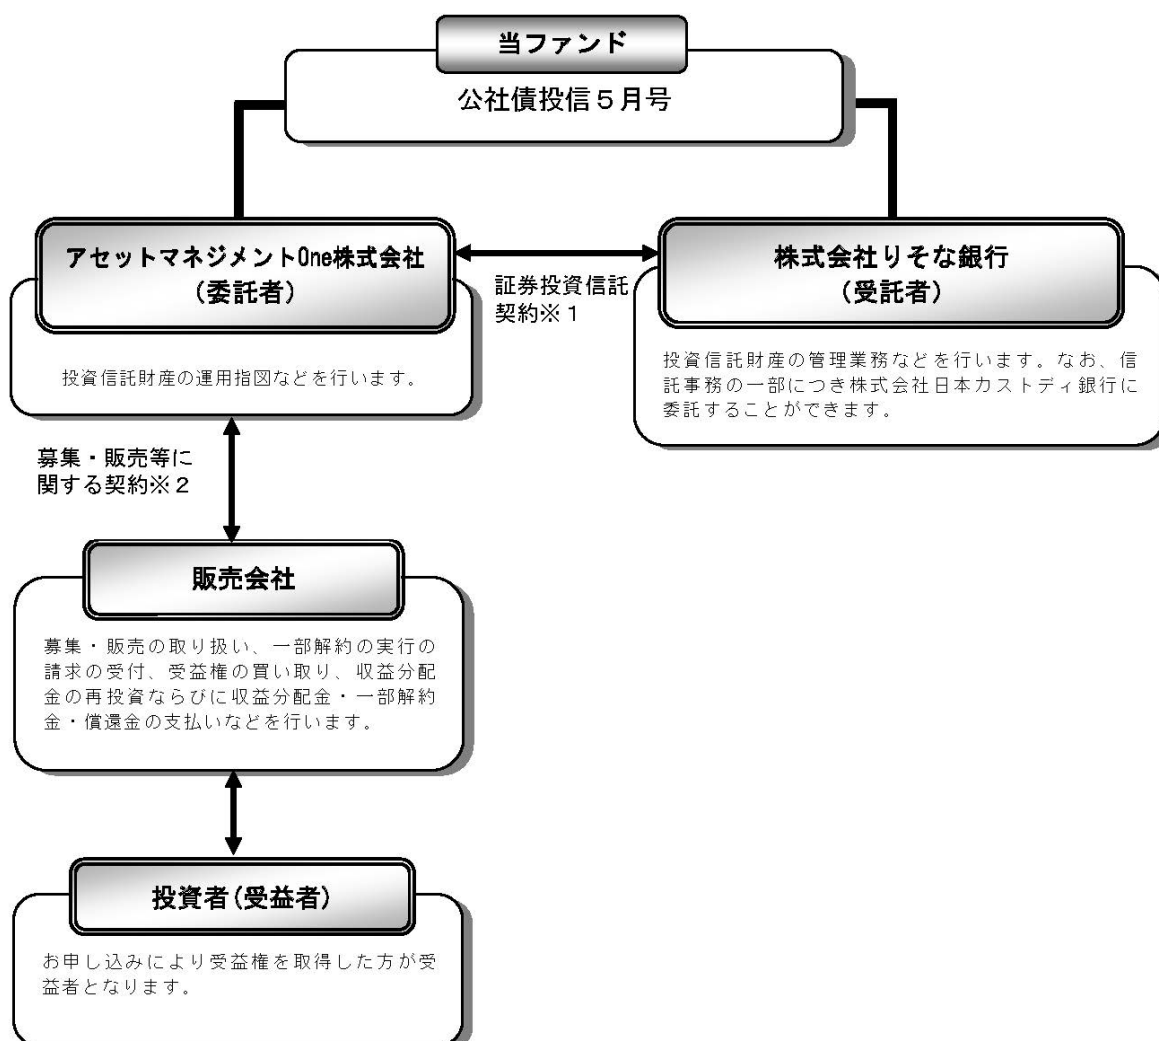 当ファンド
公社債投信５月号
アセットマネジメントOne株式会社
（委託者）
投資信託財産の運用指図などを行います。
証券投資信託
契約※１
株式会社りそな銀行
（受託者）
投資信託財産の管理業務などを行います。なお、信
託事務の一部につき株式会社日本カストディ銀行に
委託することができます。
募集・販売等に
関する契約※２
販売会社
募集・販売の取り扱い、一部解約の実行の
請求の受付、受益権の買い取り、収益分配
金の再投資ならびに収益分配金・一部解約
金・償還金の支払いなどを行います。
投資者(受益者)
お申し込みにより受益権を取得した方が受
益者となります。